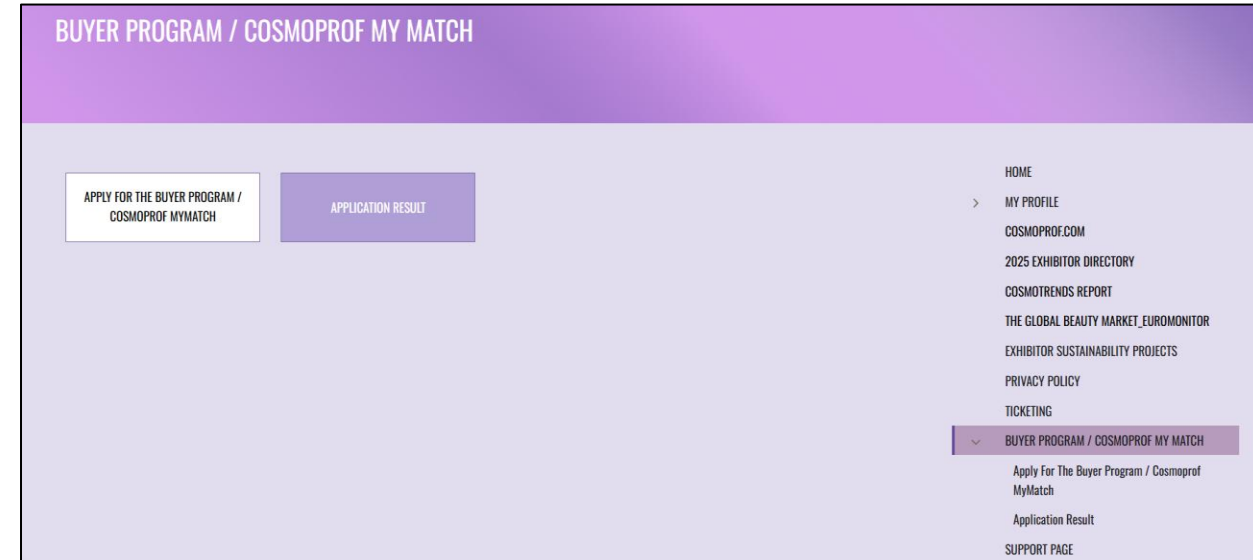 BUYER PROGRAM / COSMOPROF MY MATCH
APPLY FOR THE BUYER PROGRAM /
COSMOPROF MYMATCH
APPLICATION RESULT
HOME
MY PROFILE
COSMOPROF.COM
2025 EXHIBITOR DIRECTORY
COSMOTRENDS REPORT
THE GLOBAL BEAUTY MARKET_EUROMONITOR
EXHIBITOR SUSTAINABILITY PROJECTS
PRIVACY POLICY
TICKETING
BUYER PROGRAM / COSMOPROF MY MATCH
Apply For The Buyer Program / Cosmoprof
MyMatch
Application Result
SUPPORT PAGE